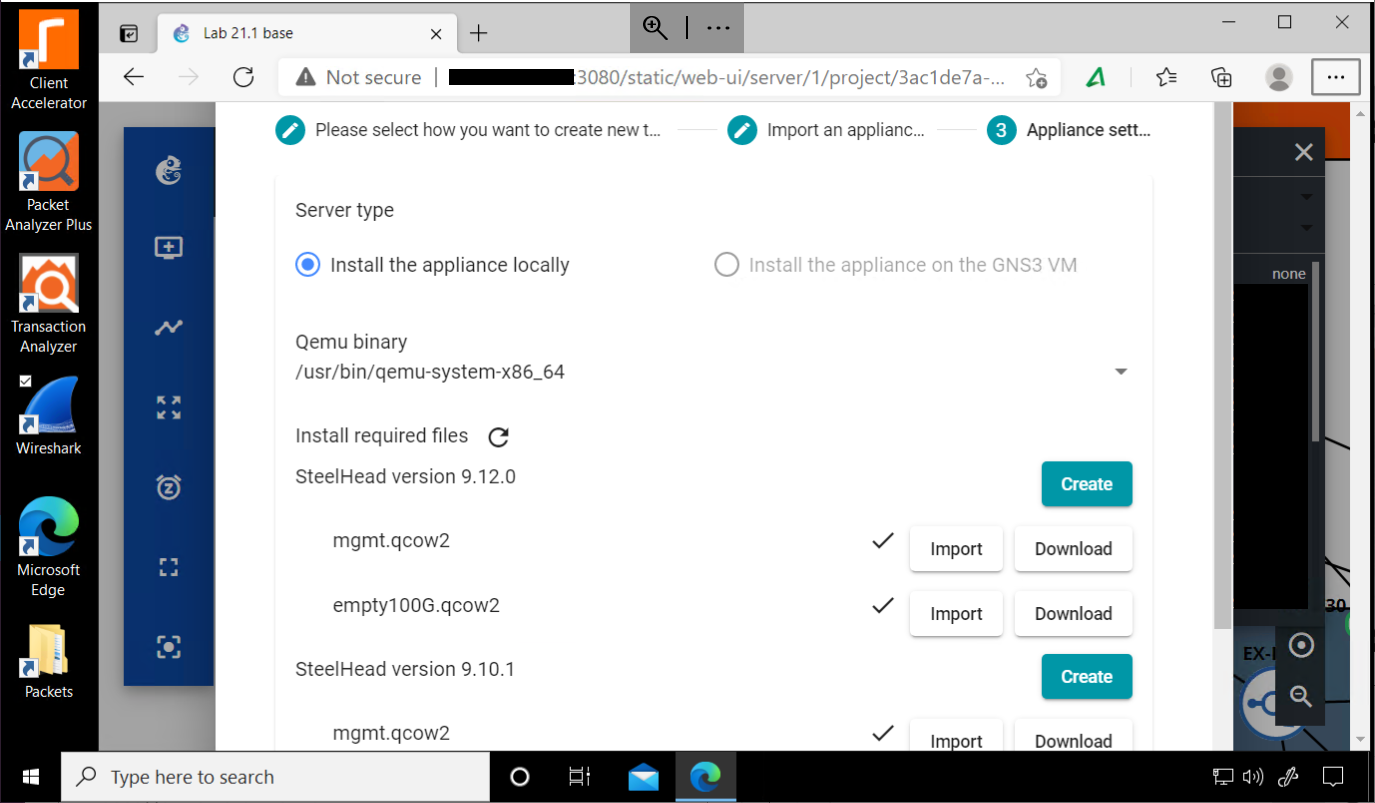 Lab 21.1 base
Not secure
:3080/static/web-ui/server/1/project/3ac1de7a-...
Client
Accelerator
Packet
Analyzer Plus
Transaction
Analyzer
Wireshark
Microsoft
Edge
Packets
Please select how you want to create new t...
Import an applianc...
3
Appliance sett...
Server type
Install the appliance locally
Install the appliance on the GNS3 VM
Qemu binary
/usr/bin/qemu-system-x86_64
Install required files
SteelHead version 9.12.0
Create
mgmt.qcow2
Import
Download
empty100G.qcow2
Import
Download
SteelHead version 9.10.1
Create
mgmt.qcow2
Import
Download
none
30
Type here to search